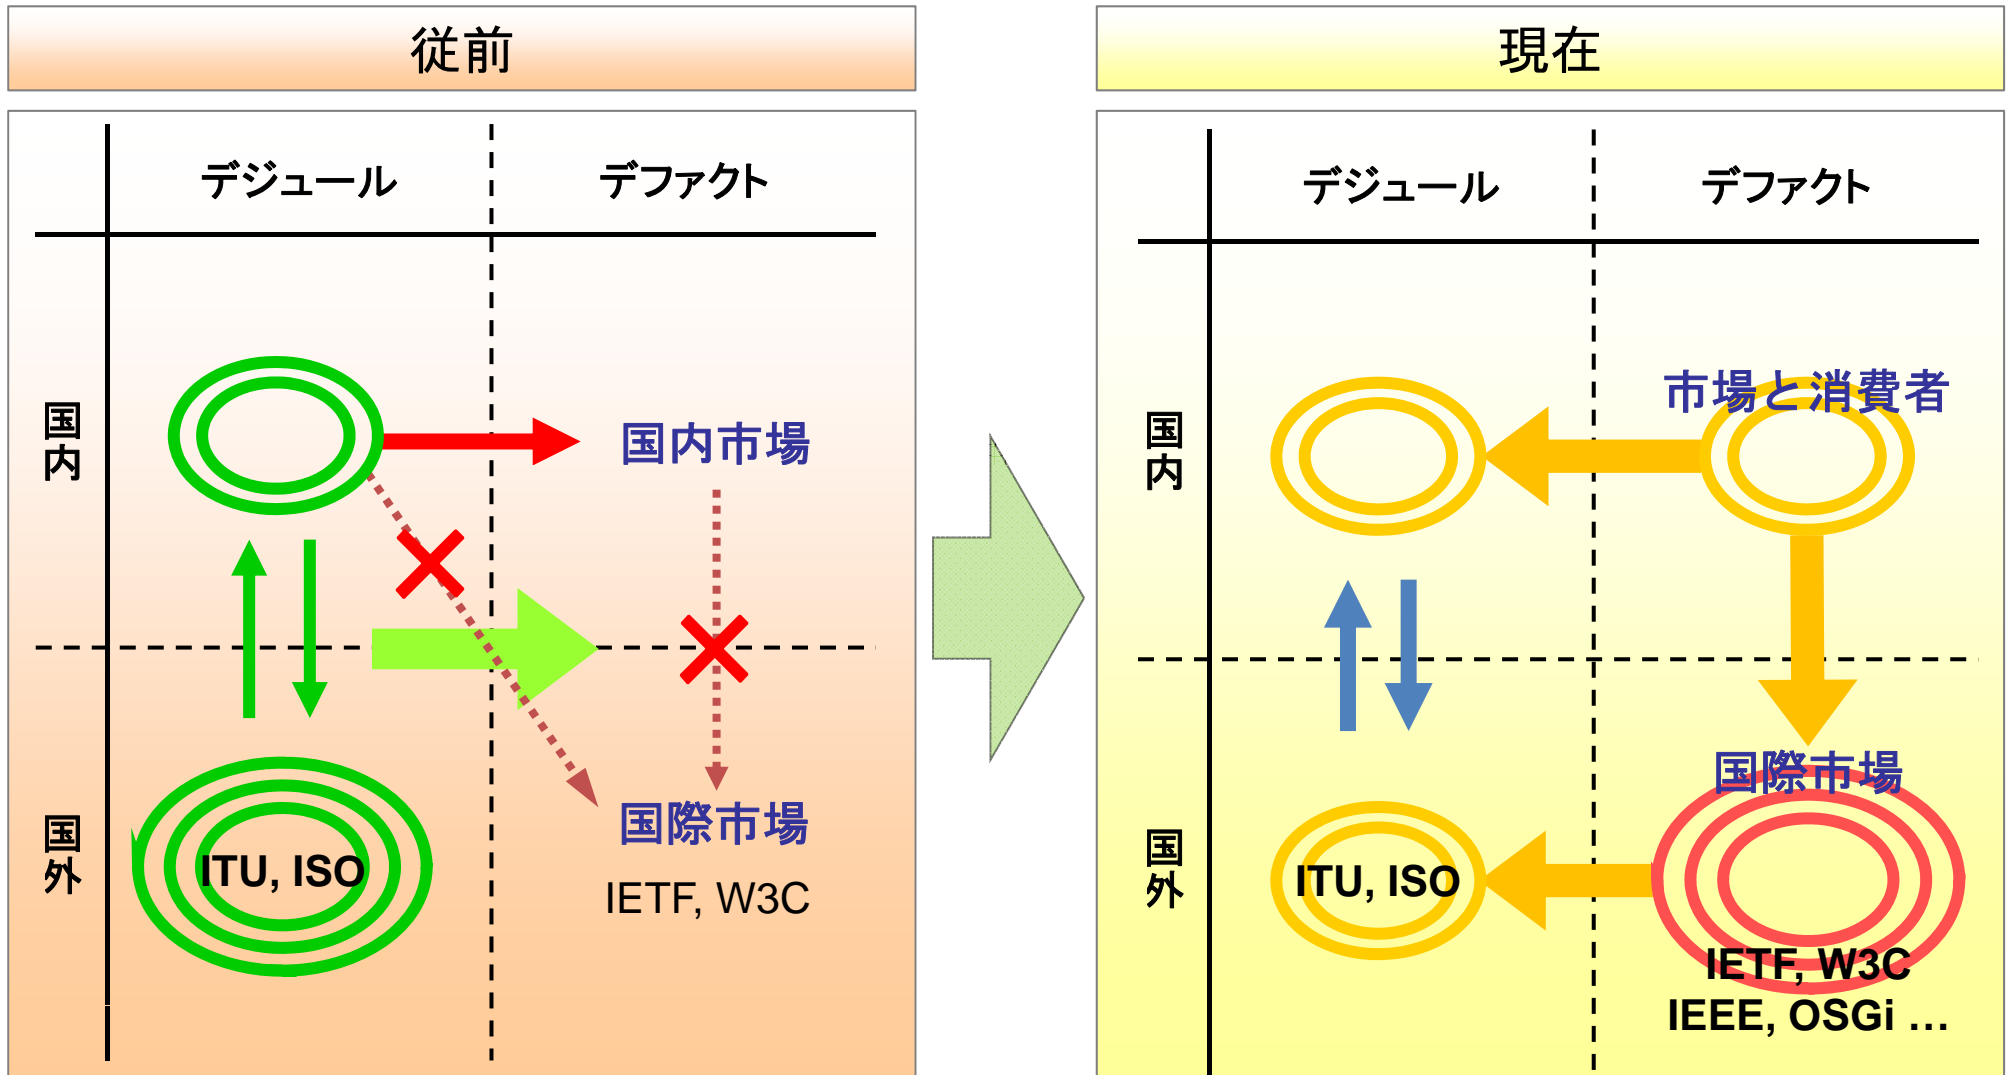 従前
デジュール
デファクト
国内
国内市場
国外
ITU, ISO
国際市場
IETF, W3C
現在
デジュール
デファクト
国内
市場と消費者
国外
ITU, ISO
国際市場
IETF, W3C
IEEE, OSGi …